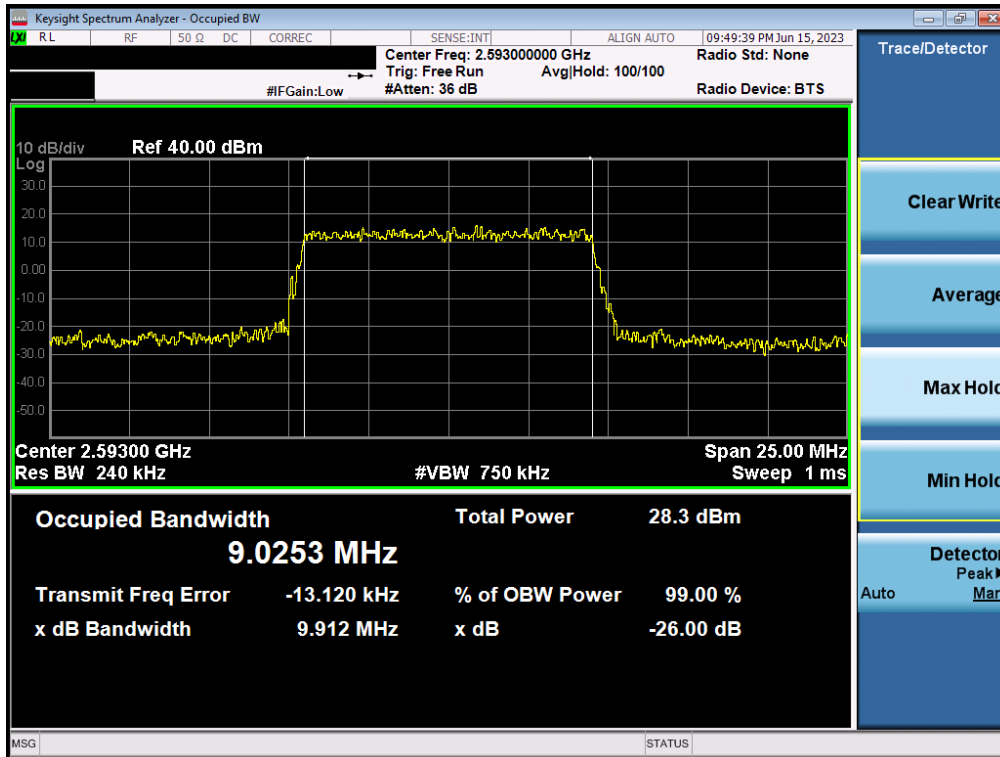 Keysight Spectrum Analyzer - Occupied BW
LXI RL RF 50 Ω DC CORREC SENSE:INT ALIGN AUTO 09:49:39 PM Jun 15, 2023
Center Freq: 2.593000000 GHz Radio Std: None
Trig: Free Run Avg|Hold: 100/100
#IFGain:Low #Atten: 36 dB Radio Device: BTS
Trace/Detector
10 dB/div Ref 40.00 dBm
Log
30.0
20.0
10.0
0.00
-10.0
-20.0
-30.0
-40.0
-50.0
Center 2.59300 GHz Span 25.00 MHz
Res BW 240 kHz #VBW 750 kHz Sweep 1 ms
Occupied Bandwidth Total Power 28.3 dBm
9.0253 MHz
Transmit Freq Error -13.120 kHz % of OBW Power 99.00 %
x dB Bandwidth 9.912 MHz x dB -26.00 dB
Clear Write
Average
Max Hold
Min Hold
Detector
Peak
Auto Man
MSG STATUS